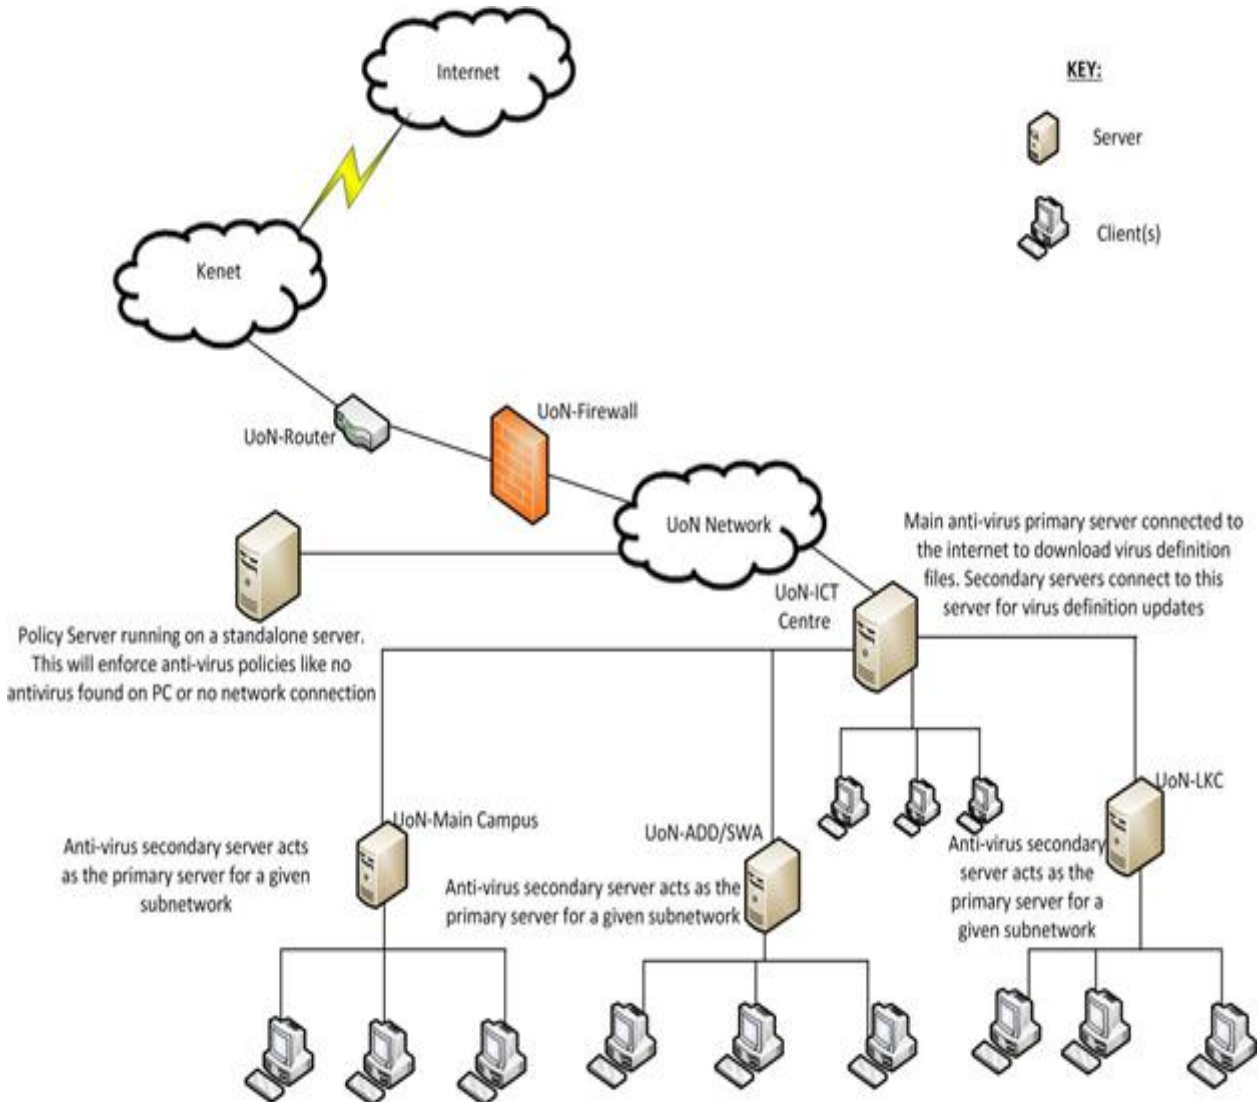 Internet
KEY:
Server
Client(s)
Kenet
UoN-Router
UoN-Firewall
UoN Network
Main anti-virus primary server connected to
the internet to download virus definition
files. Secondary servers connect to this
server for virus definition updates
UoN-ICT
Centre
Policy Server running on a standalone server.
This will enforce anti-virus policies like no
antivirus found on PC or no network connection
UoN-Main Campus
Anti-virus secondary server acts
as the primary server for a given
subnetwork
UoN-ADD/SWA
Anti-virus secondary server acts as the
primary server for a given subnetwork
UoN-LKC
Anti-virus secondary
server acts as the
primary server for a
given subnetwork